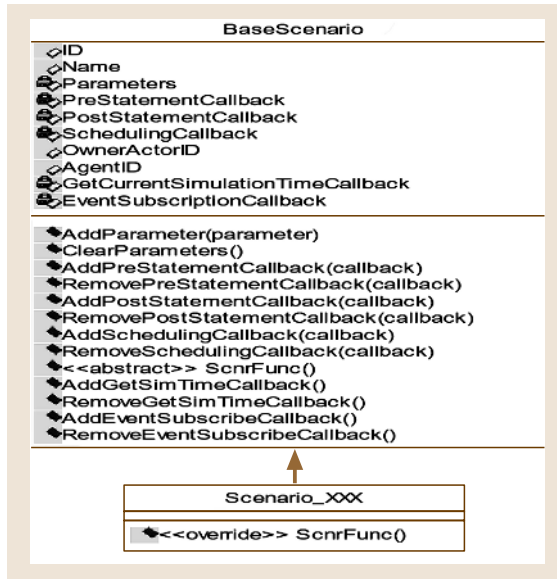 BaseScenario
ID
Name
Parameters
PreStatementCallback
PostStatementCallback
SchedulingCallback
OwnerActorID
AgentID
GetCurrentSimulationTimeCallback
EventSubscriptionCallback
AddParameter(parameter)
ClearParameters()
AddPreStatementCallback(callback)
RemovePreStatementCallback(callback)
AddPostStatementCallback(callback)
RemovePostStatementCallback(callback)
AddSchedulingCallback(callback)
RemoveSchedulingCallback(callback)
<<abstract>> ScnrFunc()
AddGetSimTimeCallback()
RemoveGetSimTimeCallback()
AddEventSubscribeCallback()
RemoveEventSubscribeCallback()
Scenario_XXX
<<override>> ScnrFunc()